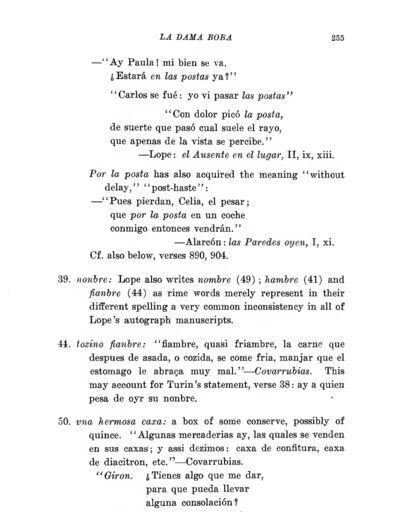 LA DAMA BOBA 255
—“Ay Paula! mi bien se va.
¿Estará en las postas ya?”
“Carlos se fué: yo vi pasar las postas”
“Con dolor picó la posta,
de suerte que pasó cual suele el rayo,
que apenas de la vista se percibe.”
—Lope: el Ausente en el lugar, II, ix, xiii.
Por la posta has also acquired the meaning “without
delay,” “post-haste”:
—“Pues pierdan, Celia, el pesar;
que por la posta en un coche
conmigo entonces vendrán.”
—Alarcón: las Paredes oyen, I, xi.
Cf. also below, verses 890, 904.
39. nonbre: Lope also writes nombre (49); hambre (41) and
fianbre (44) as rime words merely represent in their
different spelling a very common inconsistency in all of
Lope's autograph manuscripts.
44. tozino fianbre: “fiambre, quasi friambre, la carne que
despues de asada, o cozida, se come fria, manjar que el
estomago le abraça muy mal.”—Covarrubias. This
may account for Turin's statement, verse 38: ay a quien
pesa de oyr su nonbre.
50. vna hermosa caxa: a box of some conserve, possibly of
quince. “Algunas mercaderias ay, las quales se venden
en sus caxas; y assi dezimos: caxa de confitura, caxa
de diacitron, etc.”—Covarrubias.
“Giron. ¿Tienes algo que me dar,
para que pueda llevar
alguna consolación?